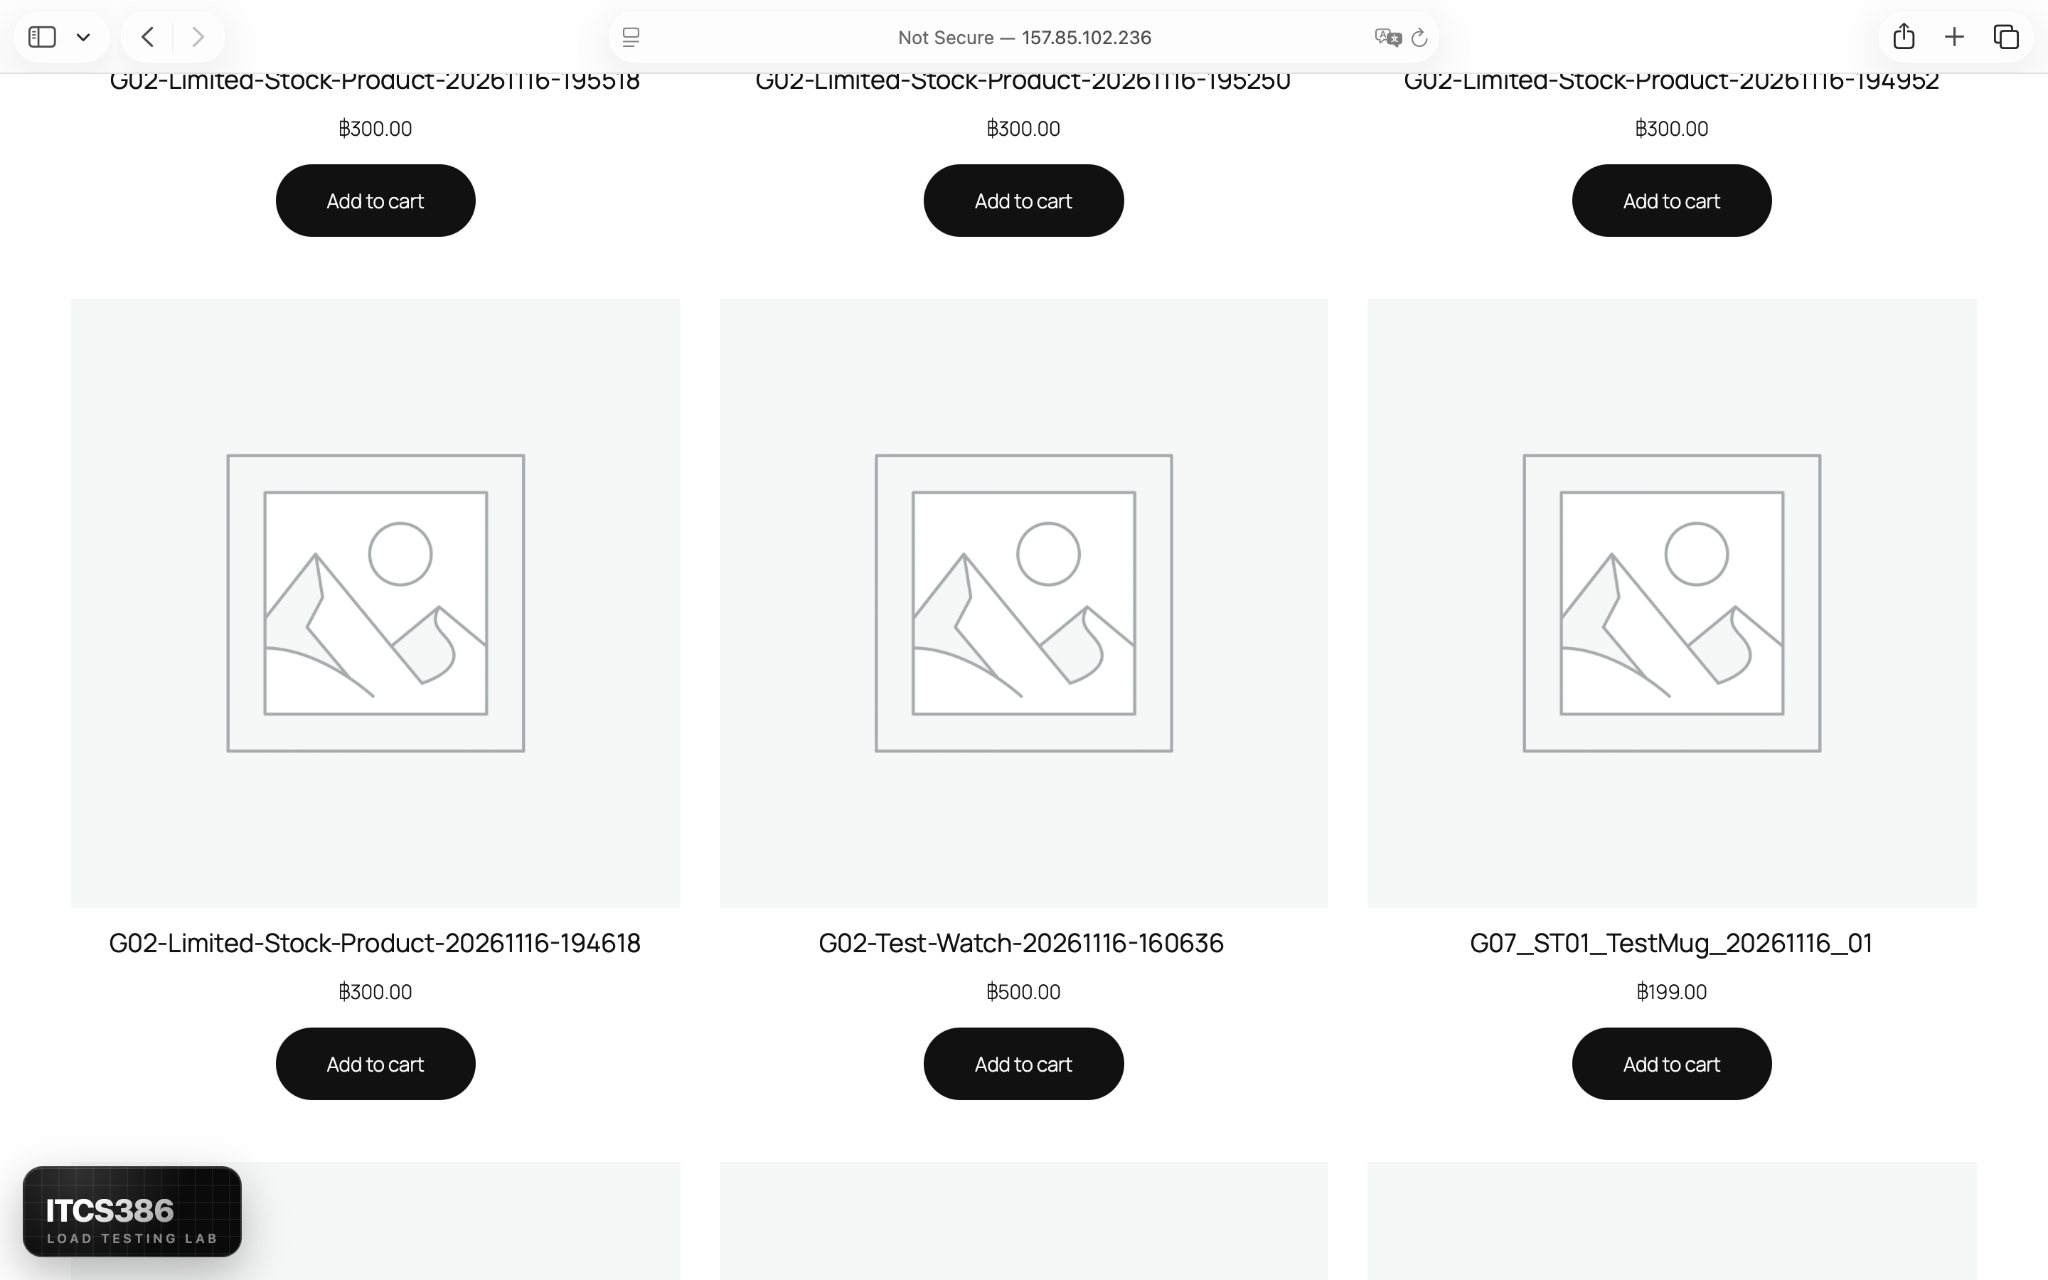 Not Secure — 157.85.102.236
G02-Limited-Stock-Product-20261116-195518
G02-Limited-Stock-Product-20261116-195250
G02-Limited-Stock-Product-20261116-194952
฿300.00
฿300.00
฿300.00
Add to cart
Add to cart
Add to cart
G02-Limited-Stock-Product-20261116-194618
G02-Test-Watch-20261116-160636
G07_ST01_TestMug_20261116_01
฿300.00
฿500.00
฿199.00
Add to cart
Add to cart
Add to cart
ITCS386
LOAD TESTING LAB